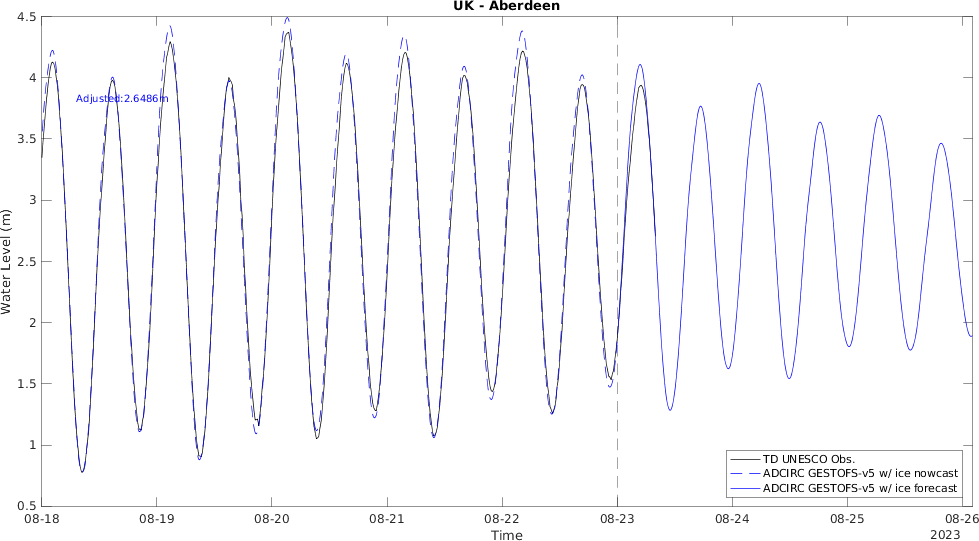 UK - Aberdeen
4.5
4
3.5
3
2.5
2
1.5
1
0.5
Water Level (m)
Adjusted:2.6486m
TD UNESCO Obs.
ADCIRC GESTOFS-v5 w/ ice nowcast
ADCIRC GESTOFS-v5 w/ ice forecast
08-18 08-19 08-20 08-21 08-22 08-23 08-24 08-25 08-26
Time
2023